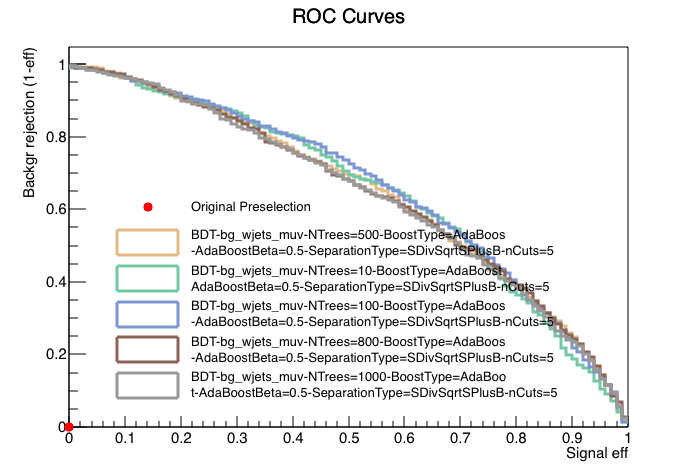 ROC Curves
Backgr rejection (1-eff)
1
0.8
0.6
0.4
0.2
0
Original Preselection
BDT-bg_wjets_muv-NTrees=500-BoostType=AdaBoos
-AdaBoostBeta=0.5-SeparationType=SDivSqrtSPlusB-nCuts=5
BDT-bg_wjets_muv-NTrees=10-BoostType=AdaBoost
AdaBoostBeta=0.5-SeparationType=SDivSqrtSPlusB-nCuts=5
BDT-bg_wjets_muv-NTrees=100-BoostType=AdaBoos
-AdaBoostBeta=0.5-SeparationType=SDivSqrtSPlusB-nCuts=5
BDT-bg_wjets_muv-NTrees=800-BoostType=AdaBoos
-AdaBoostBeta=0.5-SeparationType=SDivSqrtSPlusB-nCuts=5
BDT-bg_wjets_muv-NTrees=1000-BoostType=AdaBoo
t-AdaBoostBeta=0.5-SeparationType=SDivSqrtSPlusB-nCuts=5
0 0.1 0.2 0.3 0.4 0.5 0.6 0.7 0.8 0.9 1
Signal eff